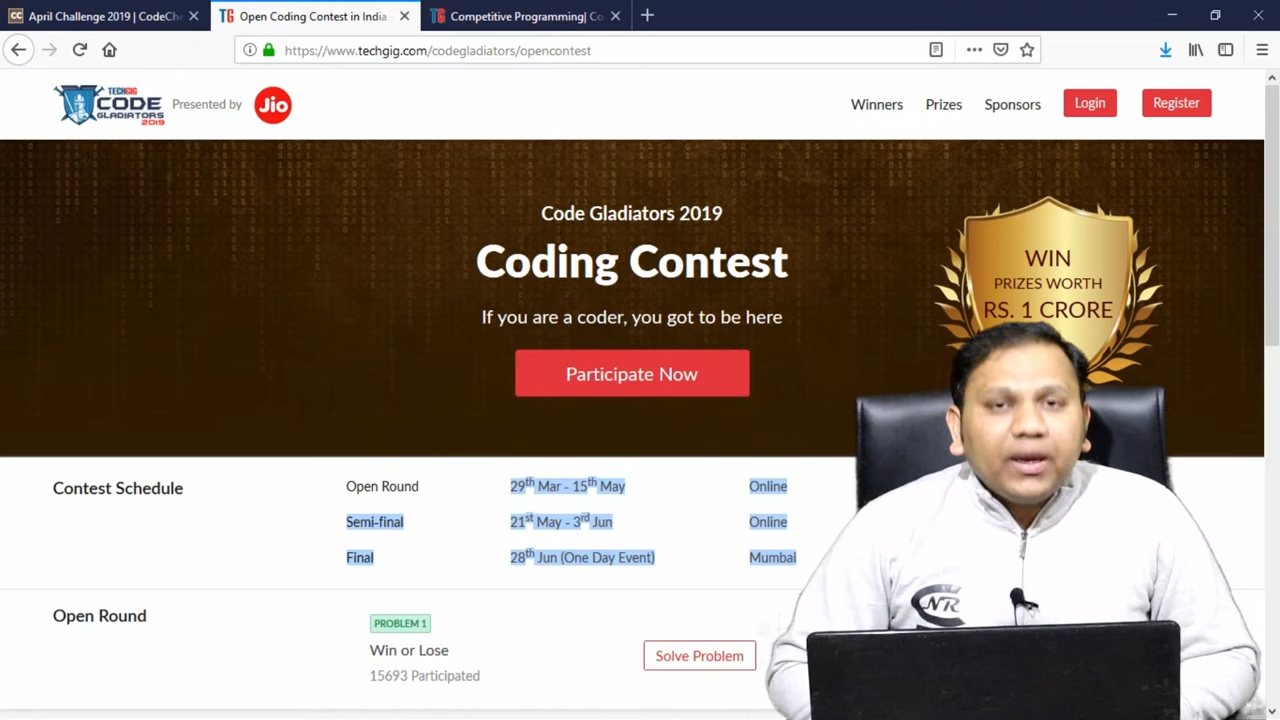 April Challenge 2019 | CodeChe
Open Coding Contest in India -
Competitive Programming| Co
https://www.techgig.com/codegladiators/opencontest
TECHGIG
CODE
GLADIATORS
2019
Presented by
Jio
Winners
Prizes
Sponsors
Login
Register
Code Gladiators 2019
Coding Contest
If you are a coder, you got to be here
Participate Now
WIN
PRIZES WORTH
RS. 1 CRORE
Contest Schedule
Open Round 29th Mar - 15th May Online
Semi-final 21st May - 3rd Jun Online
Final 28th Jun (One Day Event) Mumbai
Open Round
PROBLEM 1
Win or Lose
15693 Participated
Solve Problem
NR